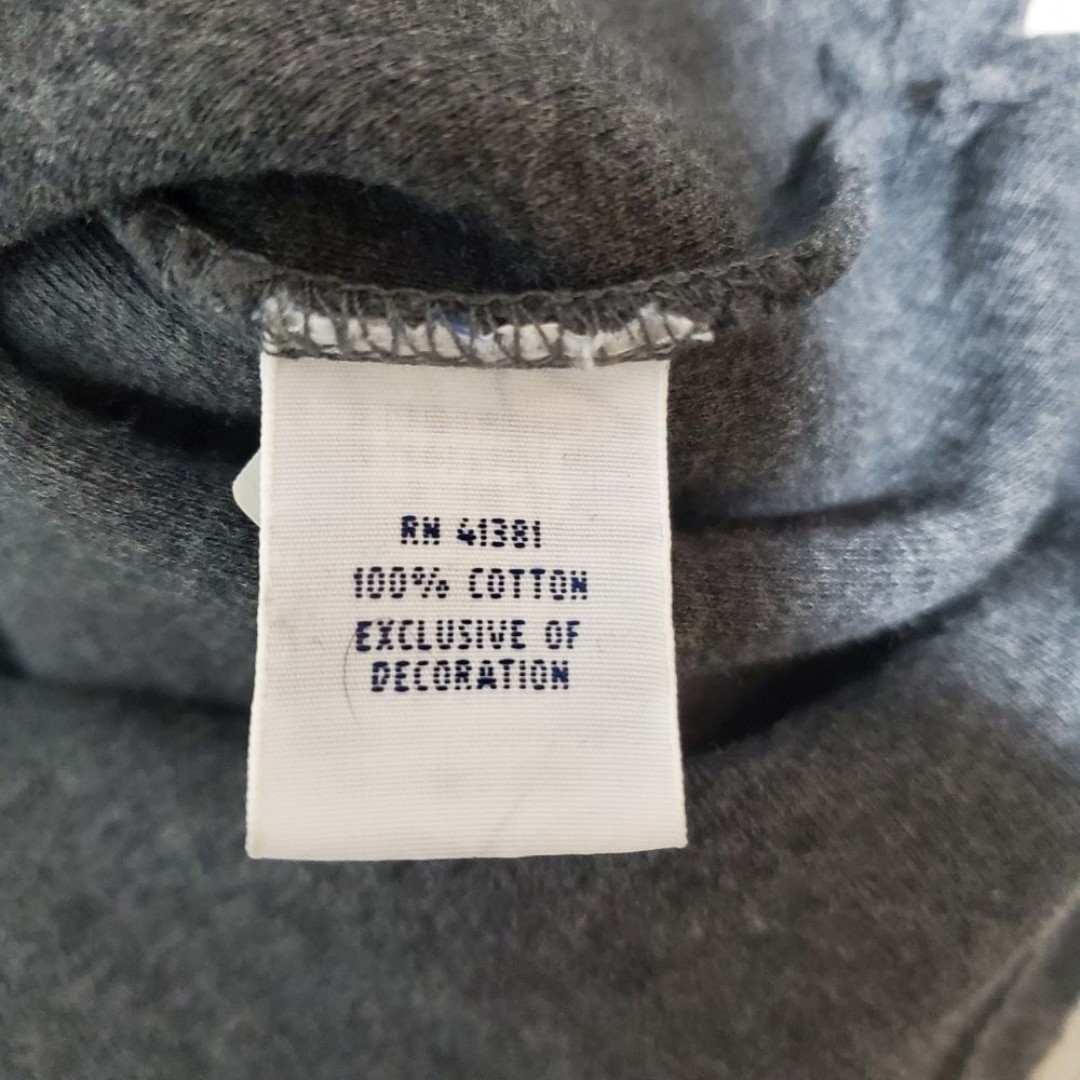 RN 41381
100% COTTON
EXCLUSIVE OF
DECORATION